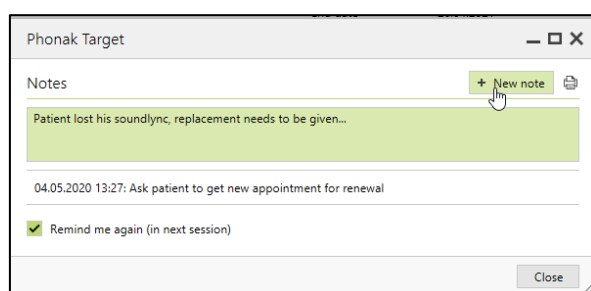 Phonak Target
Notes
+ New note
Patient lost his soundlync, replacement needs to be given...
04.05.2020 13:27: Ask patient to get new appointment for renewal
Remind me again (in next session)
Close